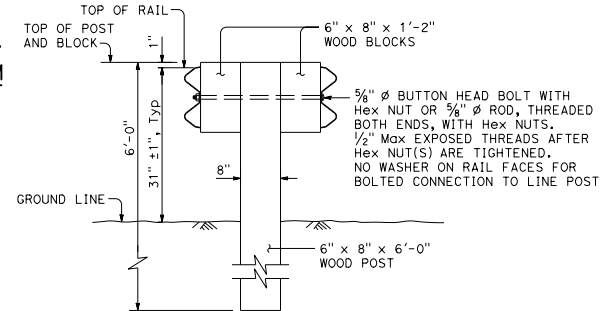 TOP OF RAIL
TOP OF POST
AND BLOCK
1"
6" x 8" x 1'-2"
WOOD BLOCKS
5/8" Ø BUTTON HEAD BOLT WITH
Hex NUT OR 5/8" Ø ROD, THREADED
BOTH ENDS, WITH Hex NUTS.
1/2" Max EXPOSED THREADS AFTER
Hex NUT(S) ARE TIGHTENED.
NO WASHER ON RAIL FACES FOR
BOLTED CONNECTION TO LINE POST
6'-0"
31" ±1", Typ
8"
GROUND LINE
6" x 8" x 6'-0"
WOOD POST